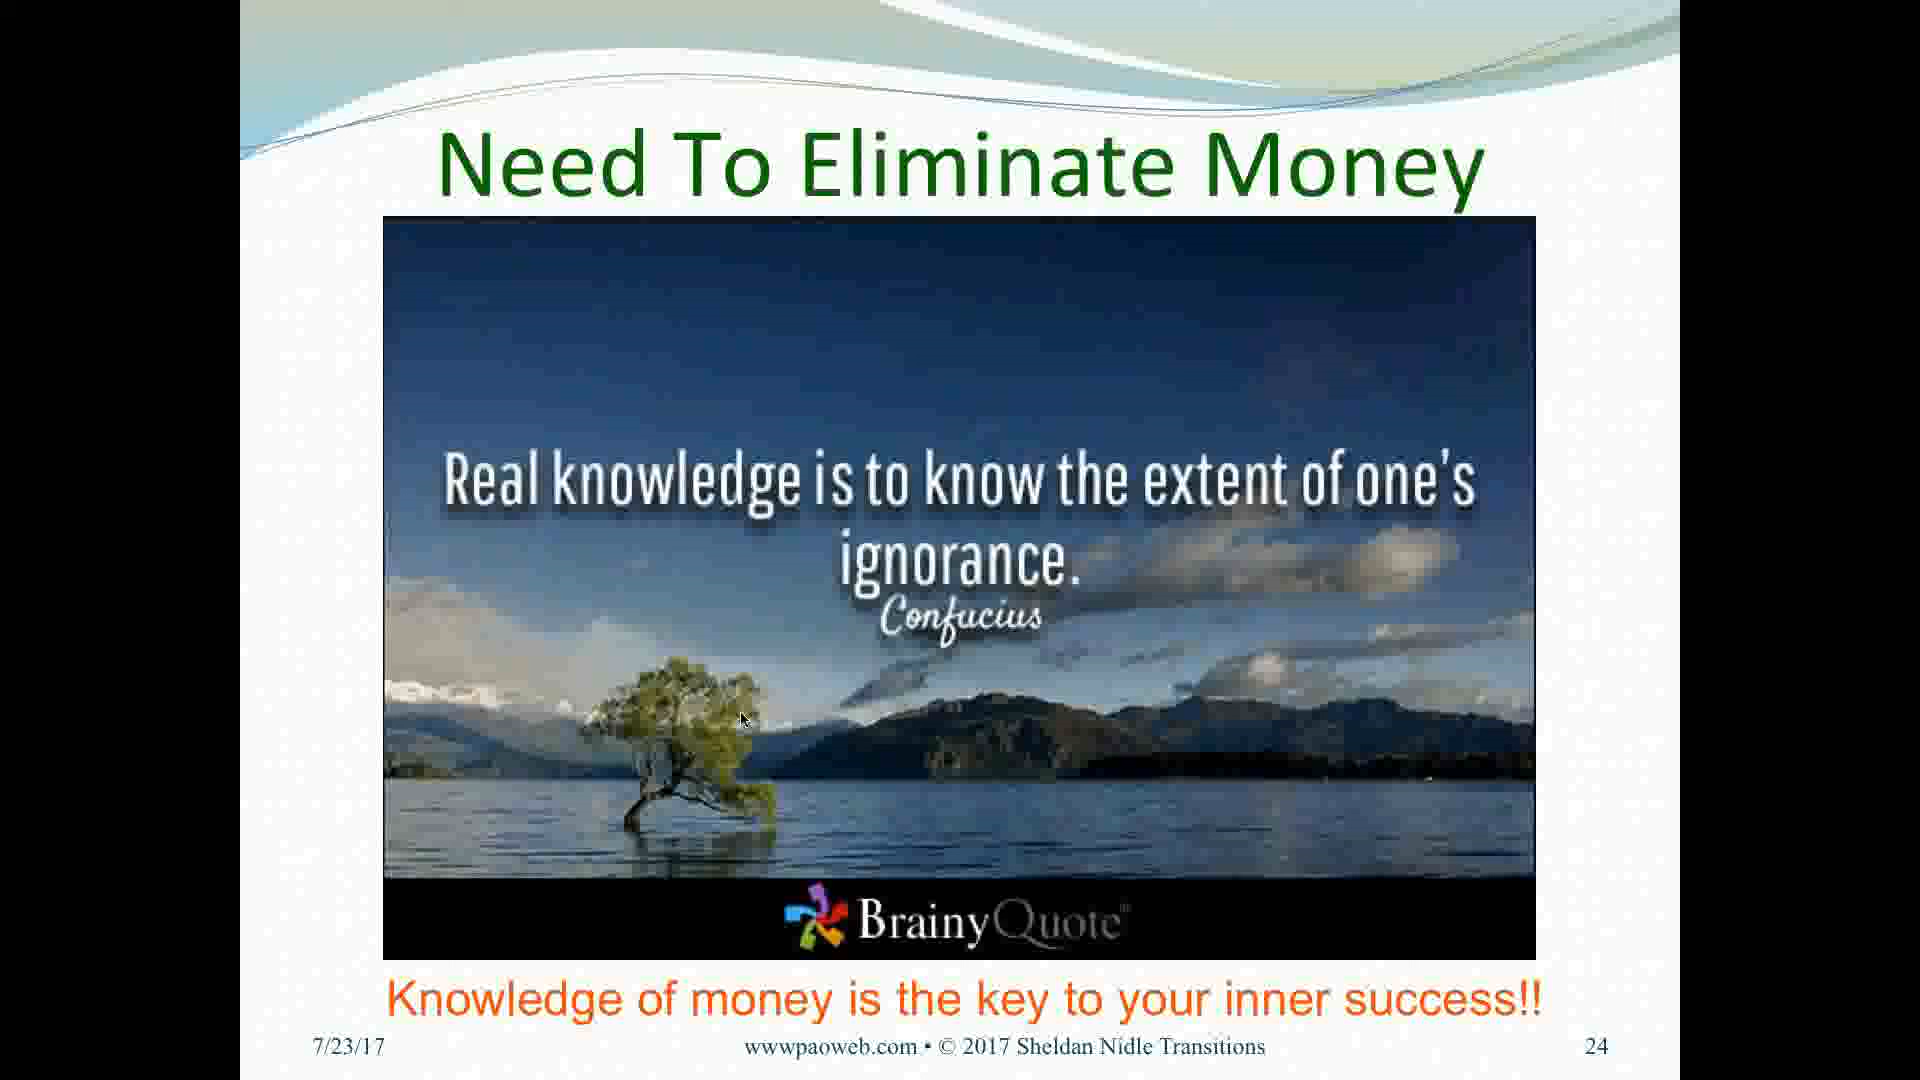 Need To Eliminate Money
Real knowledge is to know the extent of one's
ignorance.
Confucius
BrainyQuote
Knowledge of money is the key to your inner success!!
7/23/17
wwwpaoweb.com • © 2017 Sheldan Nidle Transitions
24